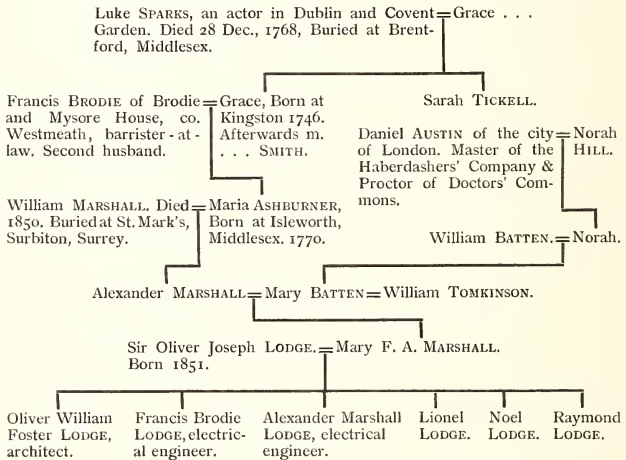 Luke SPARKS, an actor in Dublin and Covent = Grace . . .
Garden. Died 28 Dec., 1768, Buried at Brent-
ford, Middlesex.
Francis BRODIE of Brodie = Grace, Born at
and Mysore House, co. Kingston 1746.
Westmeath, barrister-at- Afterwards m.
law. Second husband. . . . SMITH.
Sarah TICKELL.
Daniel AUSTIN of the city = Norah
of London. Master of the HILL.
Haberdashers' Company &
Proctor of Doctors' Com-
mons.
William MARSHALL. Died = Maria ASHBURNER,
1850. Buried at St. Mark's, Born at Isleworth,
Surbiton, Surrey. Middlesex. 1770.
William BATTEN. = Norah.
Alexander MARSHALL = Mary BATTEN = William TOMKINSON.
Sir Oliver Joseph LODGE. = Mary F. A. MARSHALL.
Born 1851.
Oliver William
Foster LODGE,
architect.
Francis Brodie
LODGE, electric-
al engineer.
Alexander Marshall
LODGE, electrical
engineer.
Lionel
LODGE.
Noel
LODGE.
Raymond
LODGE.